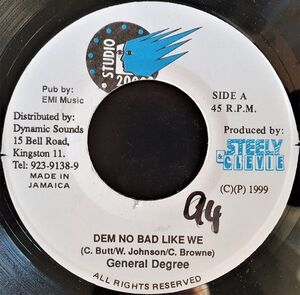 STUDIO
2000
Pub by:
EMI Music
SIDE A
45 R.P.M.
Distributed by:
Dynamic Sounds
15 Bell Road,
Kingston 11.
Tel: 923-9138-9
MADE IN
JAMAICA
Produced by:
STEELY
& CLEVIE
(C)(P) 1999
94
DEM NO BAD LIKE WE
(C. Butt/W. Johnson/C. Browne)
General Degree
ALL RIGHTS RESERVED